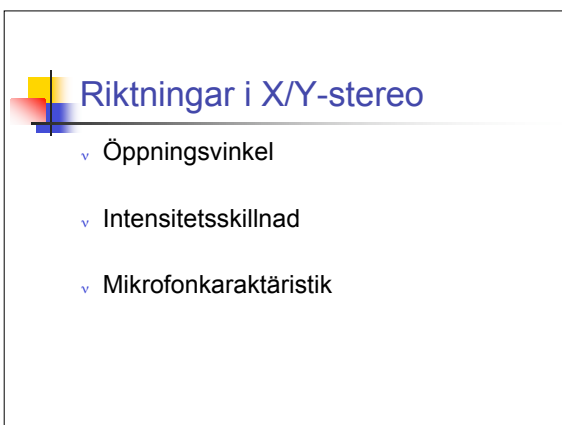 Riktningar i X/Y-stereo
v Öppningsvinkel
v Intensitetsskillnad
v Mikrofonkaraktäristik